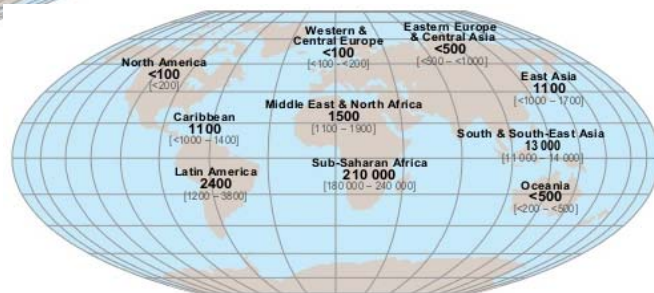 Western &
Central Europe
<100
[<100 – <200]
Eastern Europe
& Central Asia
<500
[<500 – <1000]
North America
<100
[<200]
East Asia
1100
[<1000 – 1700]
Middle East & North Africa
1500
[1100 – 1900]
Caribbean
1100
[<1000 – 1400]
South & South-East Asia
13 000
[11 000 – 14 000]
Sub-Saharan Africa
210 000
[180 000 – 240 000]
Latin America
2400
[1200 – 3800]
Oceania
<500
[<200 – <500]